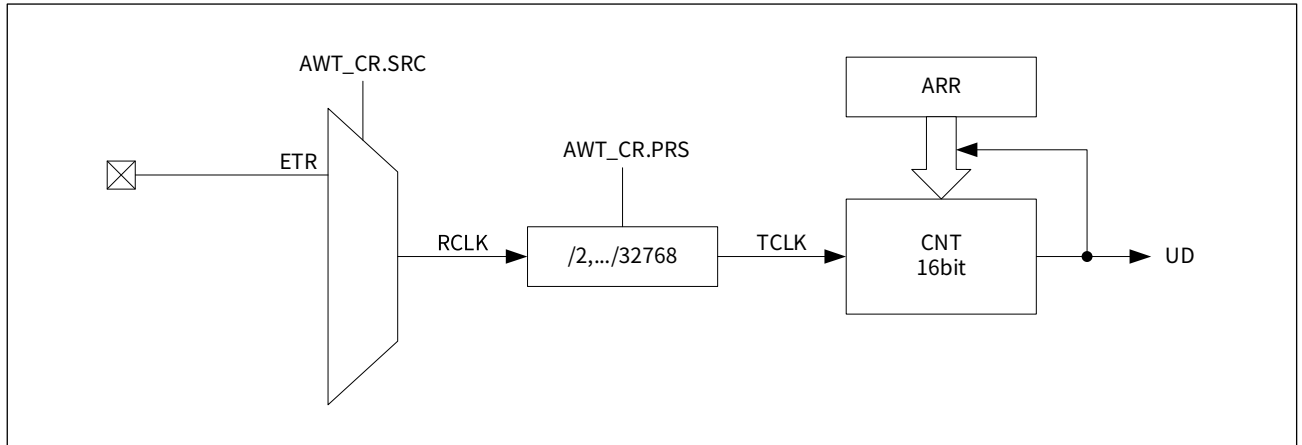 AWT_CR.SRC
ARR
ETR
AWT_CR.PRS
RCLK
/2,.../32768
TCLK
CNT
16bit
UD